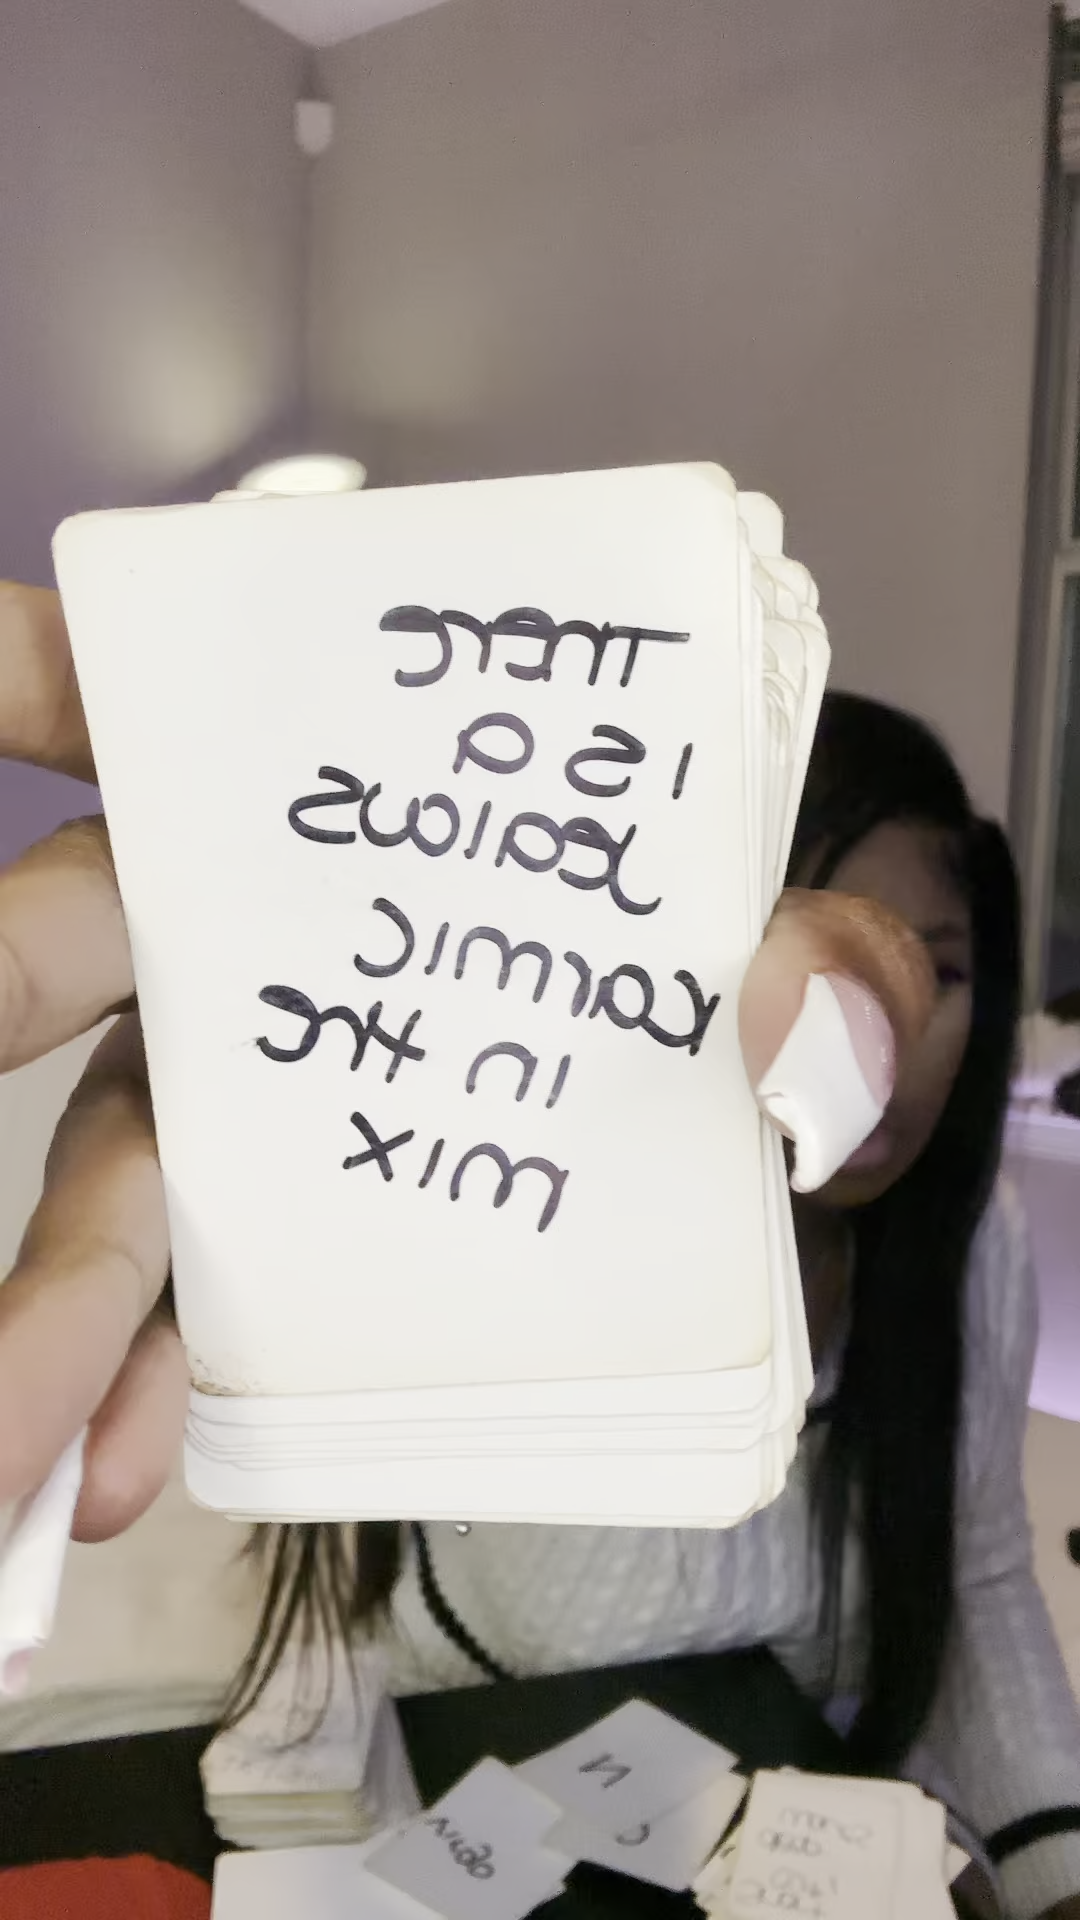 There
is a
Jealous
Karmic
in the
mix
N
C